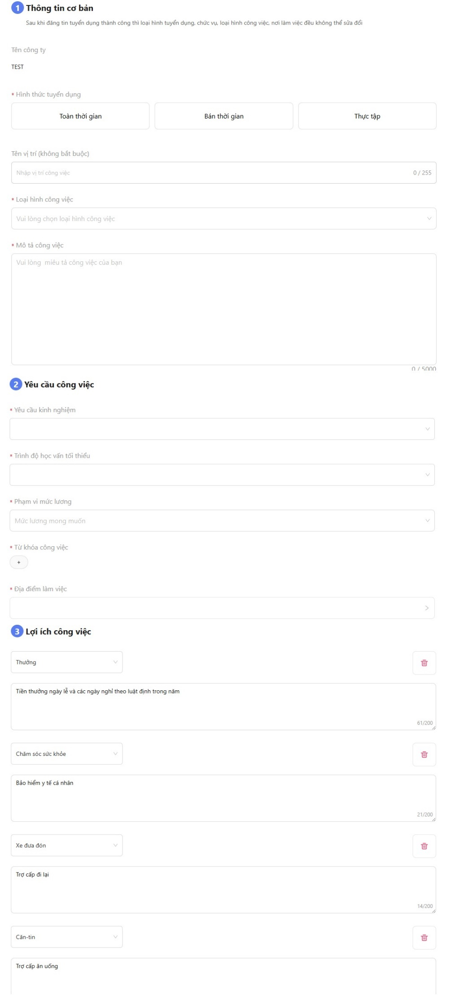 1 Thông tin cơ bản
Sau khi đăng tin tuyển dụng thành công thì loại hình tuyển dụng, chức vụ, loại hình công việc, nơi làm việc đều không thể sửa đổi
Tên công ty
TEST
* Hình thức tuyển dụng
Toàn thời gian
Bán thời gian
Thực tập
Tên vị trí (không bắt buộc)
Nhập vị trí công việc
0 / 255
* Loại hình công việc
Vui lòng chọn loại hình công việc
* Mô tả công việc
Vui lòng  miêu tả công việc của bạn
0 / 5000
2 Yêu cầu công việc
* Yêu cầu kinh nghiệm
* Trình độ học vấn tối thiểu
* Phạm vi mức lương
Mức lương mong muốn
* Từ khóa công việc
+
* Địa điểm làm việc
3 Lợi ích công việc
Thưởng
Tiền thưởng ngày lễ và các ngày nghỉ theo luật định trong năm
61/200
Chăm sóc sức khỏe
Bảo hiểm y tế cá nhân
21/200
Xe đưa đón
Trợ cấp đi lại
14/200
Căn-tin
Trợ cấp ăn uống